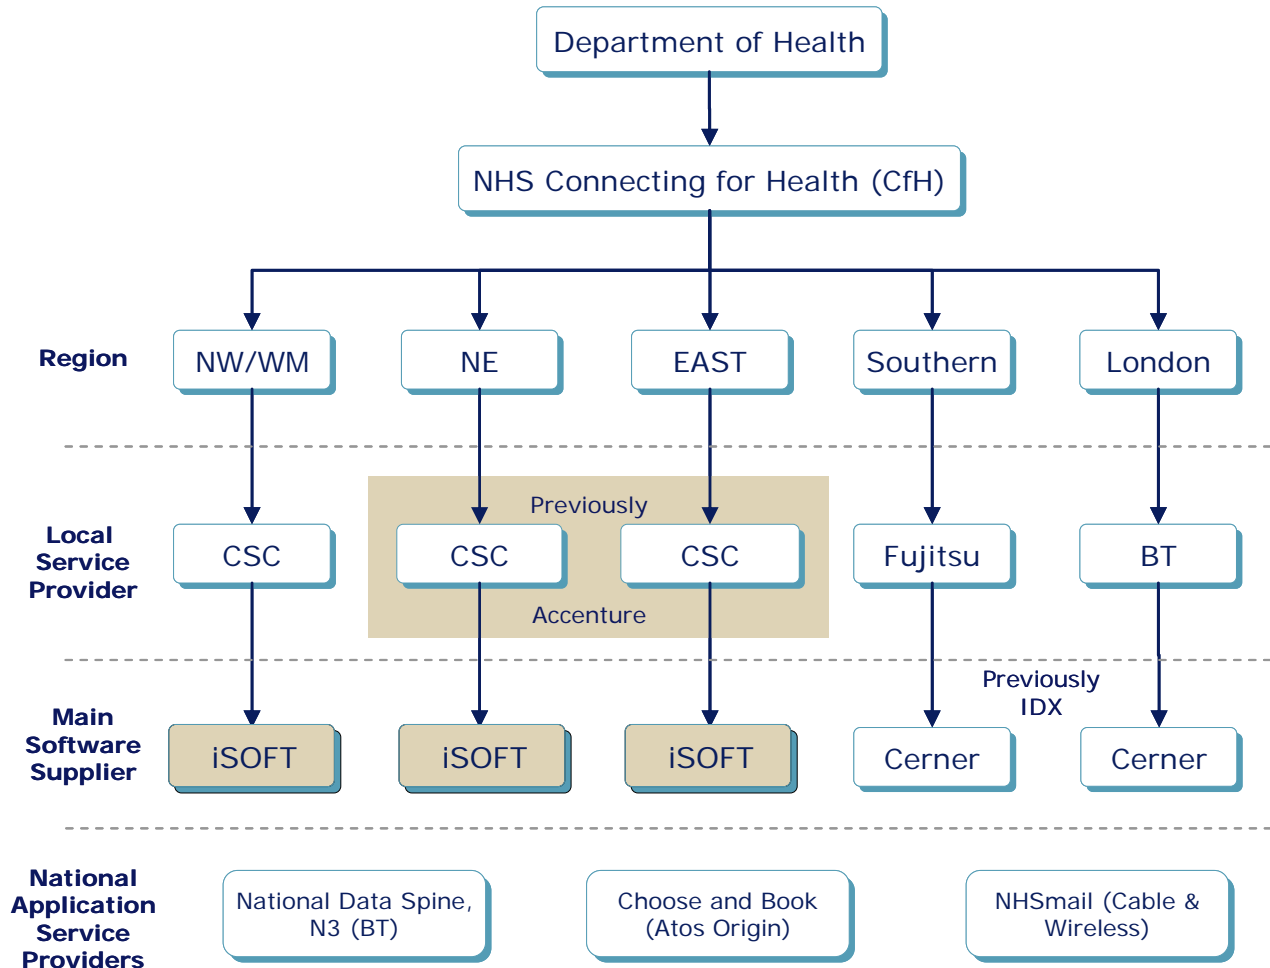 Department of Health
NHS Connecting for Health (CfH)
Region
NW/WM
NE
EAST
Southern
London
Local
Service
Provider
Previously
CSC
CSC
CSC
Fujitsu
BT
Accenture
Main
Software
Supplier
Previously
IDX
iSOFT
iSOFT
iSOFT
Cerner
Cerner
National
Application
Service
Providers
National Data Spine,
N3 (BT)
Choose and Book
(Atos Origin)
NHSmail (Cable &
Wireless)